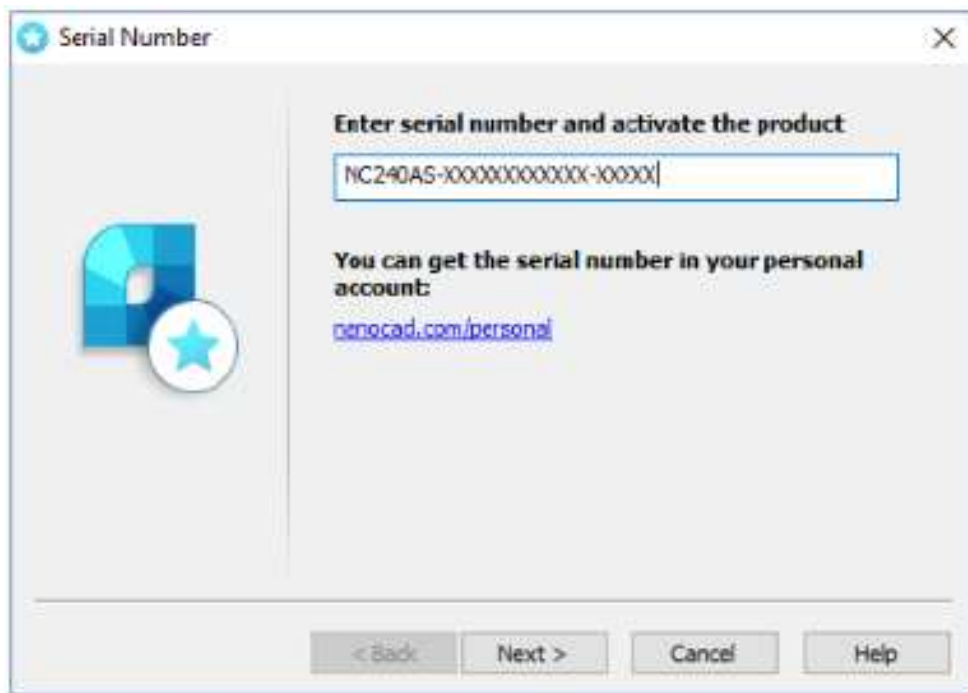 Serial Number
Enter serial number and activate the product
NC240AS-XXXXXXXXXXXX-XXXXX
You can get the serial number in your personal
account:
nanocad.com/personal
< Back
Next >
Cancel
Help